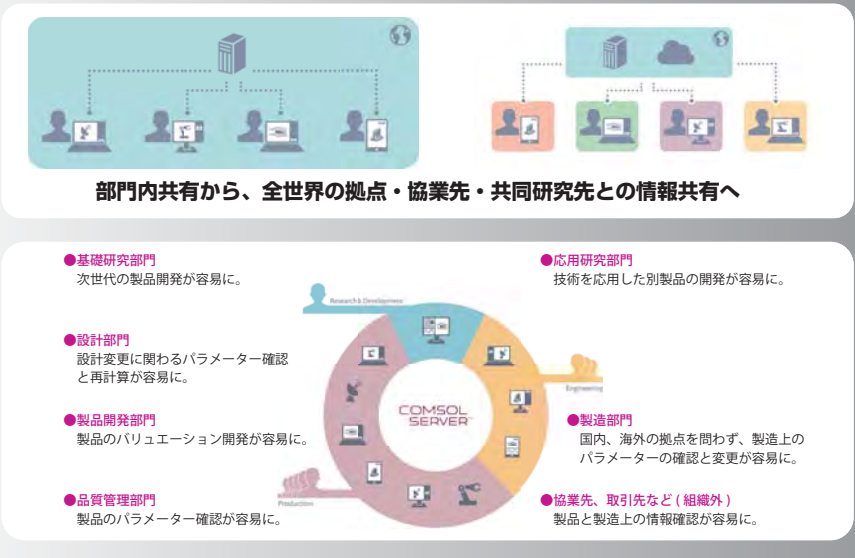 部門内共有から、全世界の拠点・協業先・共同研究先との情報共有へ
●基礎研究部門
次世代の製品開発が容易に。
●設計部門
設計変更に関わるパラメーター確認
と再計算が容易に。
●製品開発部門
製品のバリュエーション開発が容易に。
●品質管理部門
製品のパラメーター確認が容易に。
Research & Development
COMSOL
SERVER™
Engineering
Production
●応用研究部門
技術を応用した別製品の開発が容易に。
●製造部門
国内、海外の拠点を問わず、製造上の
パラメーターの確認と変更が容易に。
●協業先、取引先など ( 組織外 )
製品と製造上の情報確認が容易に。